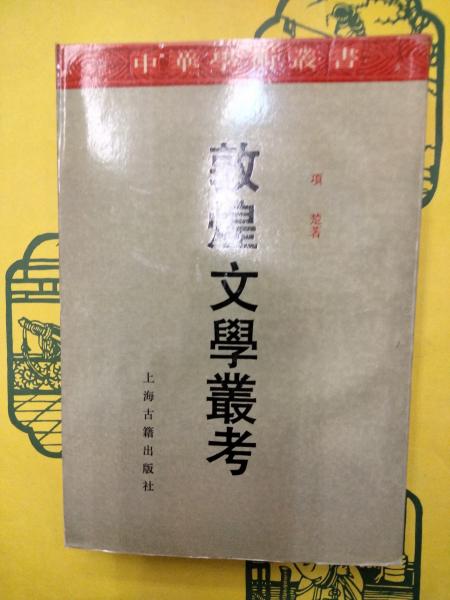 中華學術叢書
項楚著
敦煌文學叢考
上海古籍出版社